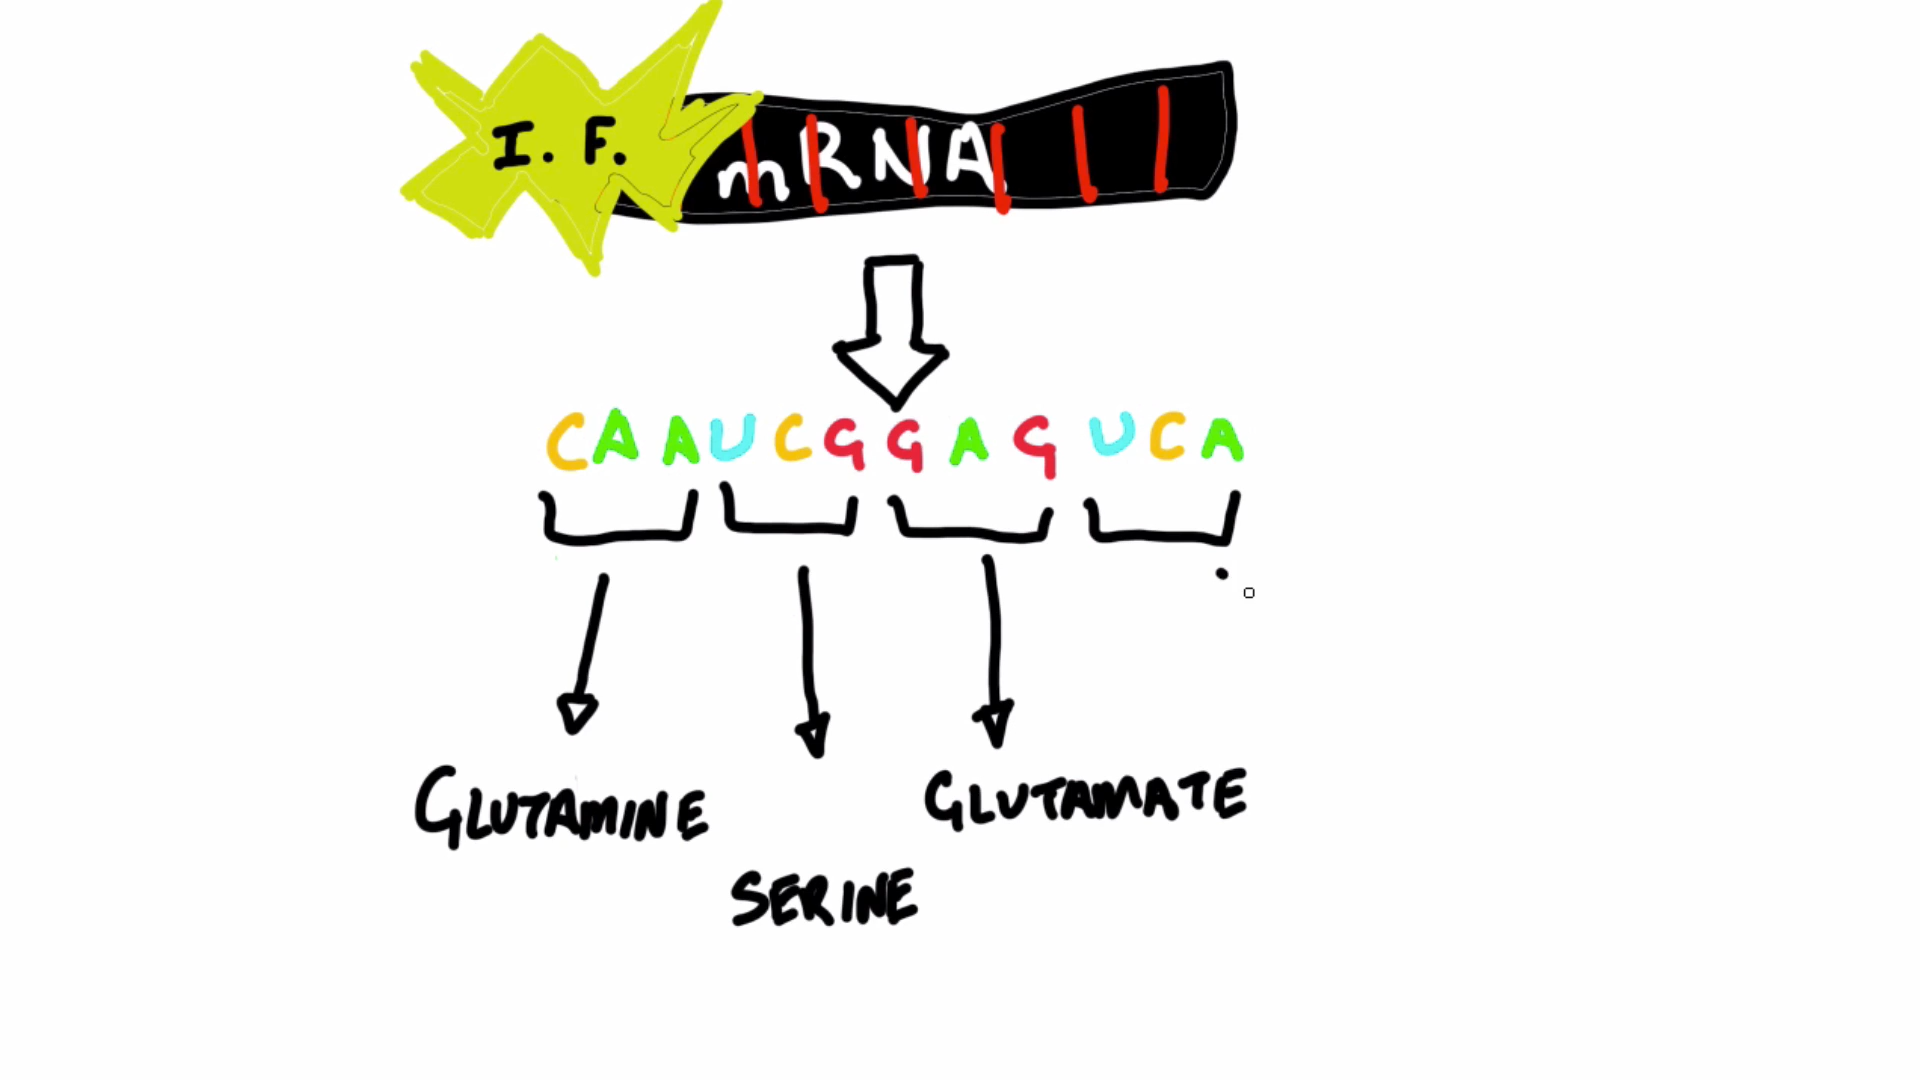 I. F.
mRNA
CAAUCGGAGUCA
GLUTAMINE
GLUTAMATE
SERINE